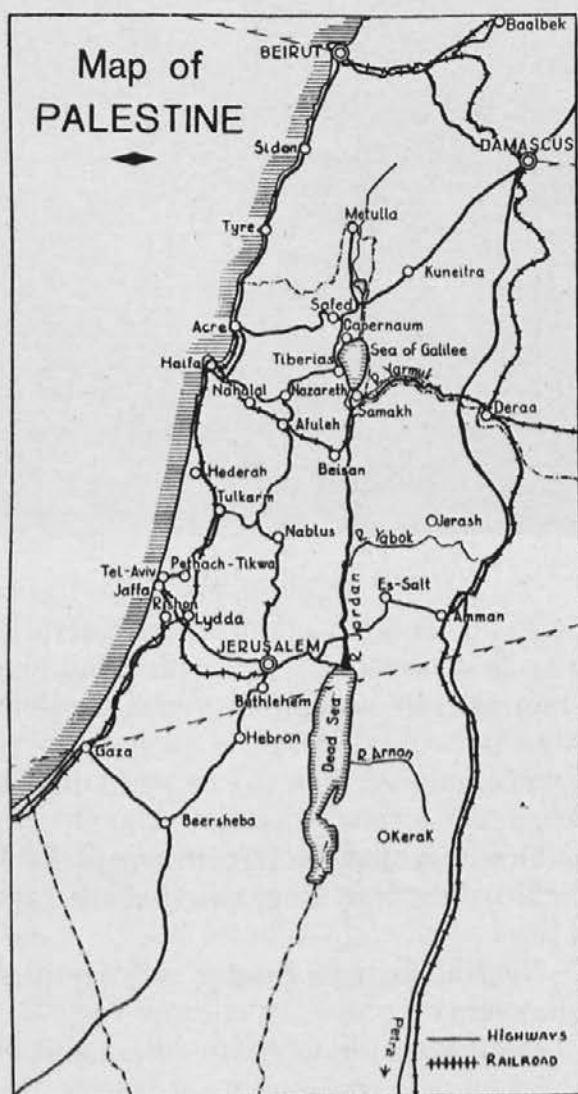 Map of
PALESTINE
Baalbek
BEIRUT
DAMASCUS
Sidon
Metulla
Tyre
Kuneitra
Safed
Acre
Capernaum
Haifa
Tiberias
Sea of Galilee
Yarmuk
Nahalal
Nazareth
Samakh
Deraa
Afuleh
Beisan
Hederah
Tulkarm
Jerash
Nablus
R. Yabok
Tel-Aviv
Pethach-Tikwa
Jaffa
Es-Salt
Rishon
Lydda
Amman
R. Jordan
JERUSALEM
Bethlehem
Dead Sea
Hebron
Gaza
R. Arnon
Beersheba
Kerak
Petra
HIGHWAYS
RAILROAD